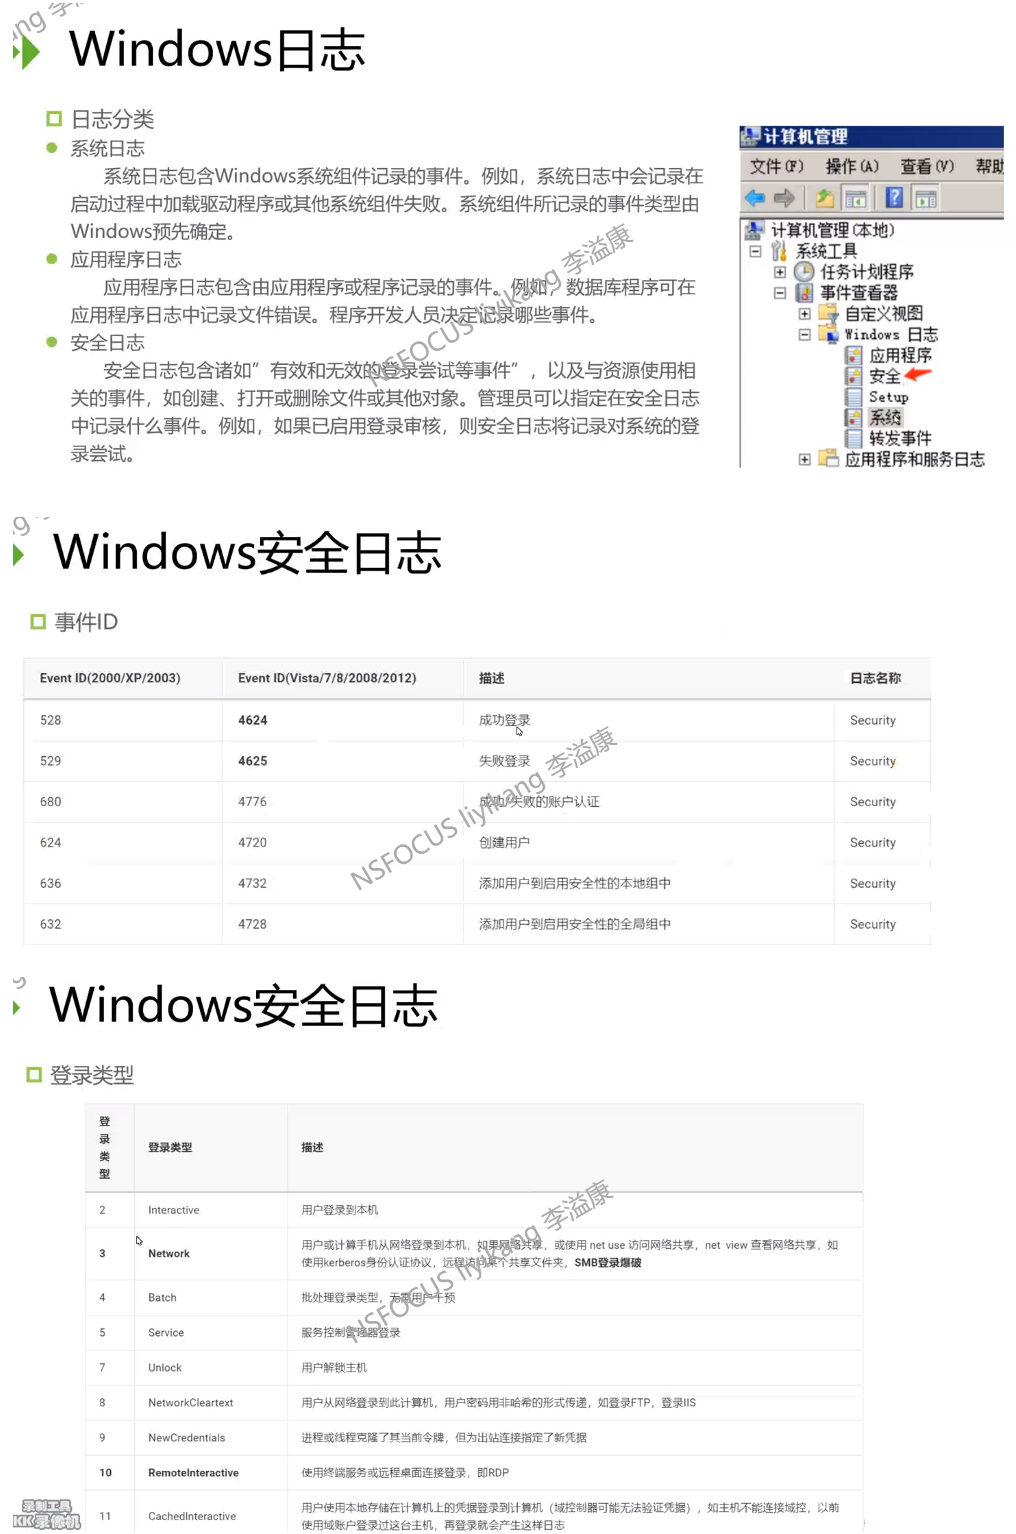 Windows日志
日志分类
系统日志
系统日志包含Windows系统组件记录的事件。例如，系统日志中会记录在
启动过程中加载驱动程序或其他系统组件失败。系统组件所记录的事件类型由
Windows预先确定。
应用程序日志
应用程序日志包含由应用程序或程序记录的事件。例如，数据库程序可在
应用程序日志中记录文件错误。程序开发人员决定记录哪些事件。
安全日志
安全日志包含诸如”有效和无效的登录尝试等事件”，以及与资源使用相
关的事件，如创建、打开或删除文件或其他对象。管理员可以指定在安全日志
中记录什么事件。例如，如果已启用登录审核，则安全日志将记录对系统的登
录尝试。
NSFOCUS liyikang 李溢康
计算机管理
文件(F) 操作(A) 查看(V) 帮助
计算机管理(本地)
系统工具
任务计划程序
事件查看器
自定义视图
Windows 日志
应用程序
安全
Setup
系统
转发事件
应用程序和服务日志
Windows安全日志
事件ID
Event ID(2000/XP/2003) Event ID(Vista/7/8/2008/2012) 描述 日志名称
528 4624 成功登录 Security
529 4625 失败登录 Security
680 4776 成功/失败的账户认证 Security
624 4720 创建用户 Security
636 4732 添加用户到启用安全性的本地组中 Security
632 4728 添加用户到启用安全性的全局组中 Security
NSFOCUS liyikang 李溢康
Windows安全日志
登录类型
登录类型 登录类型 描述
2 Interactive 用户登录到本机
3 Network 用户或计算手机从网络登录到本机，如果网络共享，或使用 net use 访问网络共享，net view 查看网络共享，如
使用kerberos身份认证协议，远程访问某个共享文件夹，SMB登录爆破
4 Batch 批处理登录类型，无需用户干预
5 Service 服务控制管理器登录
7 Unlock 用户解锁主机
8 NetworkCleartext 用户从网络登录到此计算机，用户密码用非哈希的形式传递，如登录FTP，登录IIS
9 NewCredentials 进程或线程克隆了其当前令牌，但为出站连接指定了新凭据
10 RemoteInteractive 使用终端服务或远程桌面连接登录，即RDP
11 CachedInteractive 用户使用本地存储在计算机上的凭据登录到计算机（域控制器可能无法验证凭据），如主机不能连接域控，以前
使用域账户登录过这台主机，再登录就会产生这样日志
NSFOCUS liyikang 李溢康
录制工具
KK录像机